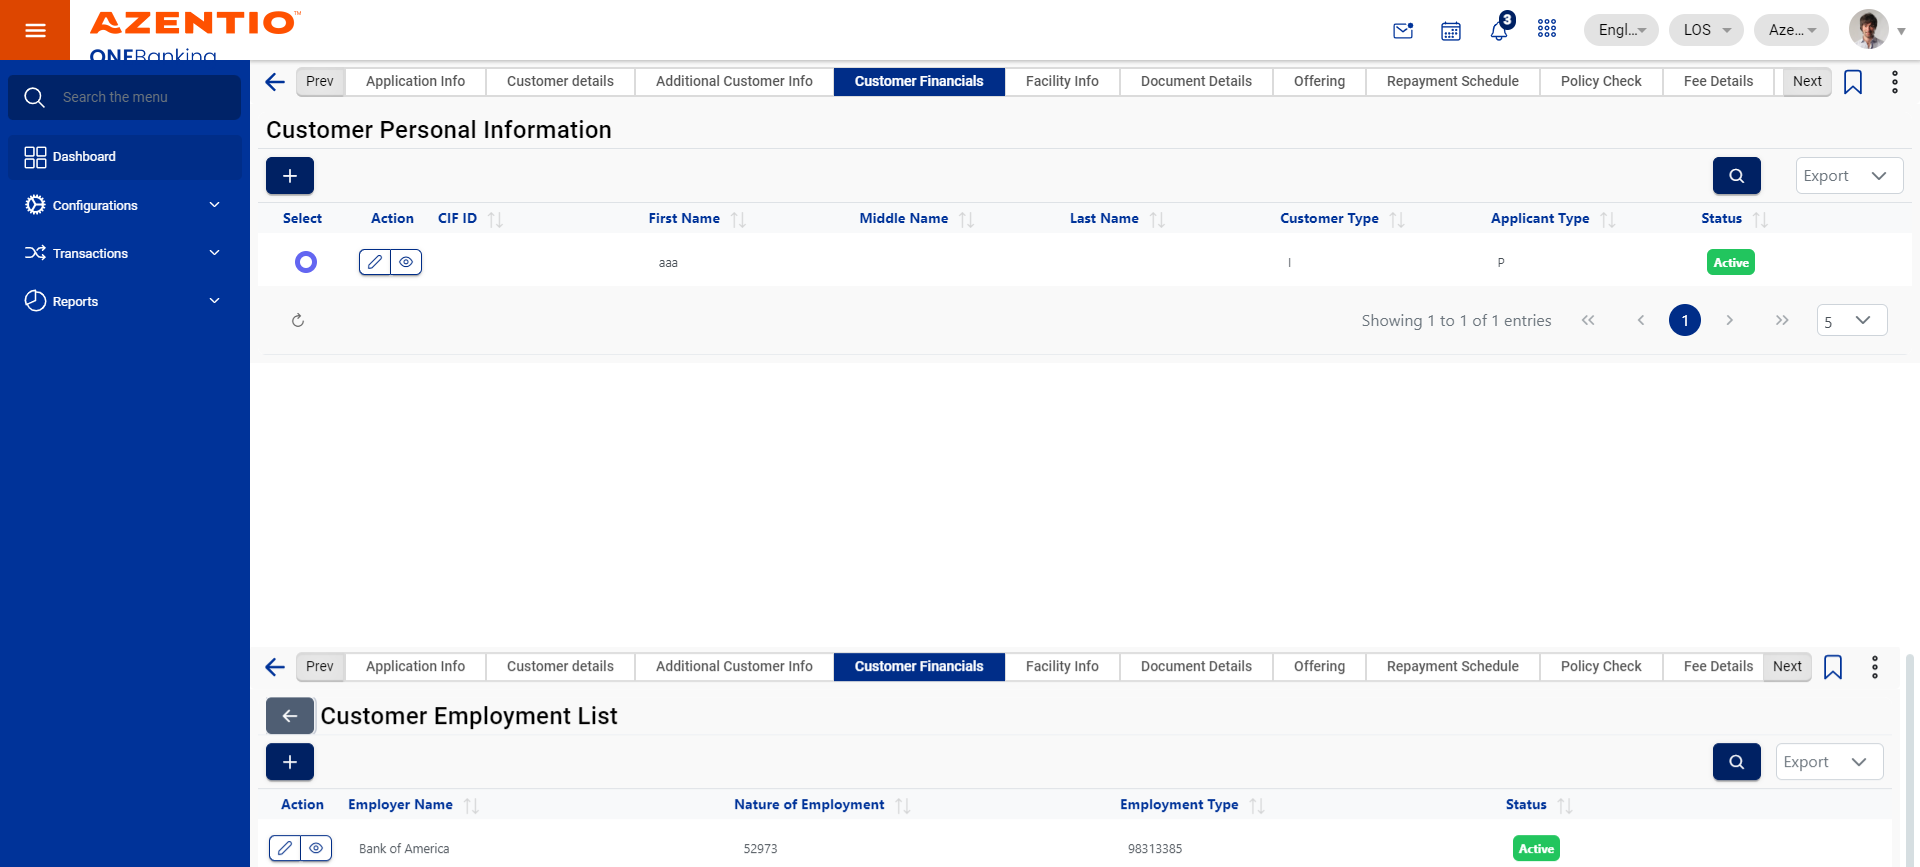 AZENTIO™
ONEBanking
3
Engl...
LOS
Aze...
Search the menu
Dashboard
Configurations
Transactions
Reports
Prev
Application Info
Customer details
Additional Customer Info
Customer Financials
Facility Info
Document Details
Offering
Repayment Schedule
Policy Check
Fee Details
Next
Customer Personal Information
Export
Select Action CIF ID First Name Middle Name Last Name Customer Type Applicant Type Status
aaa I P Active
Showing 1 to 1 of 1 entries
1
5
Prev
Application Info
Customer details
Additional Customer Info
Customer Financials
Facility Info
Document Details
Offering
Repayment Schedule
Policy Check
Fee Details
Next
Customer Employment List
Export
Action Employer Name Nature of Employment Employment Type Status
Bank of America 52973 98313385 Active